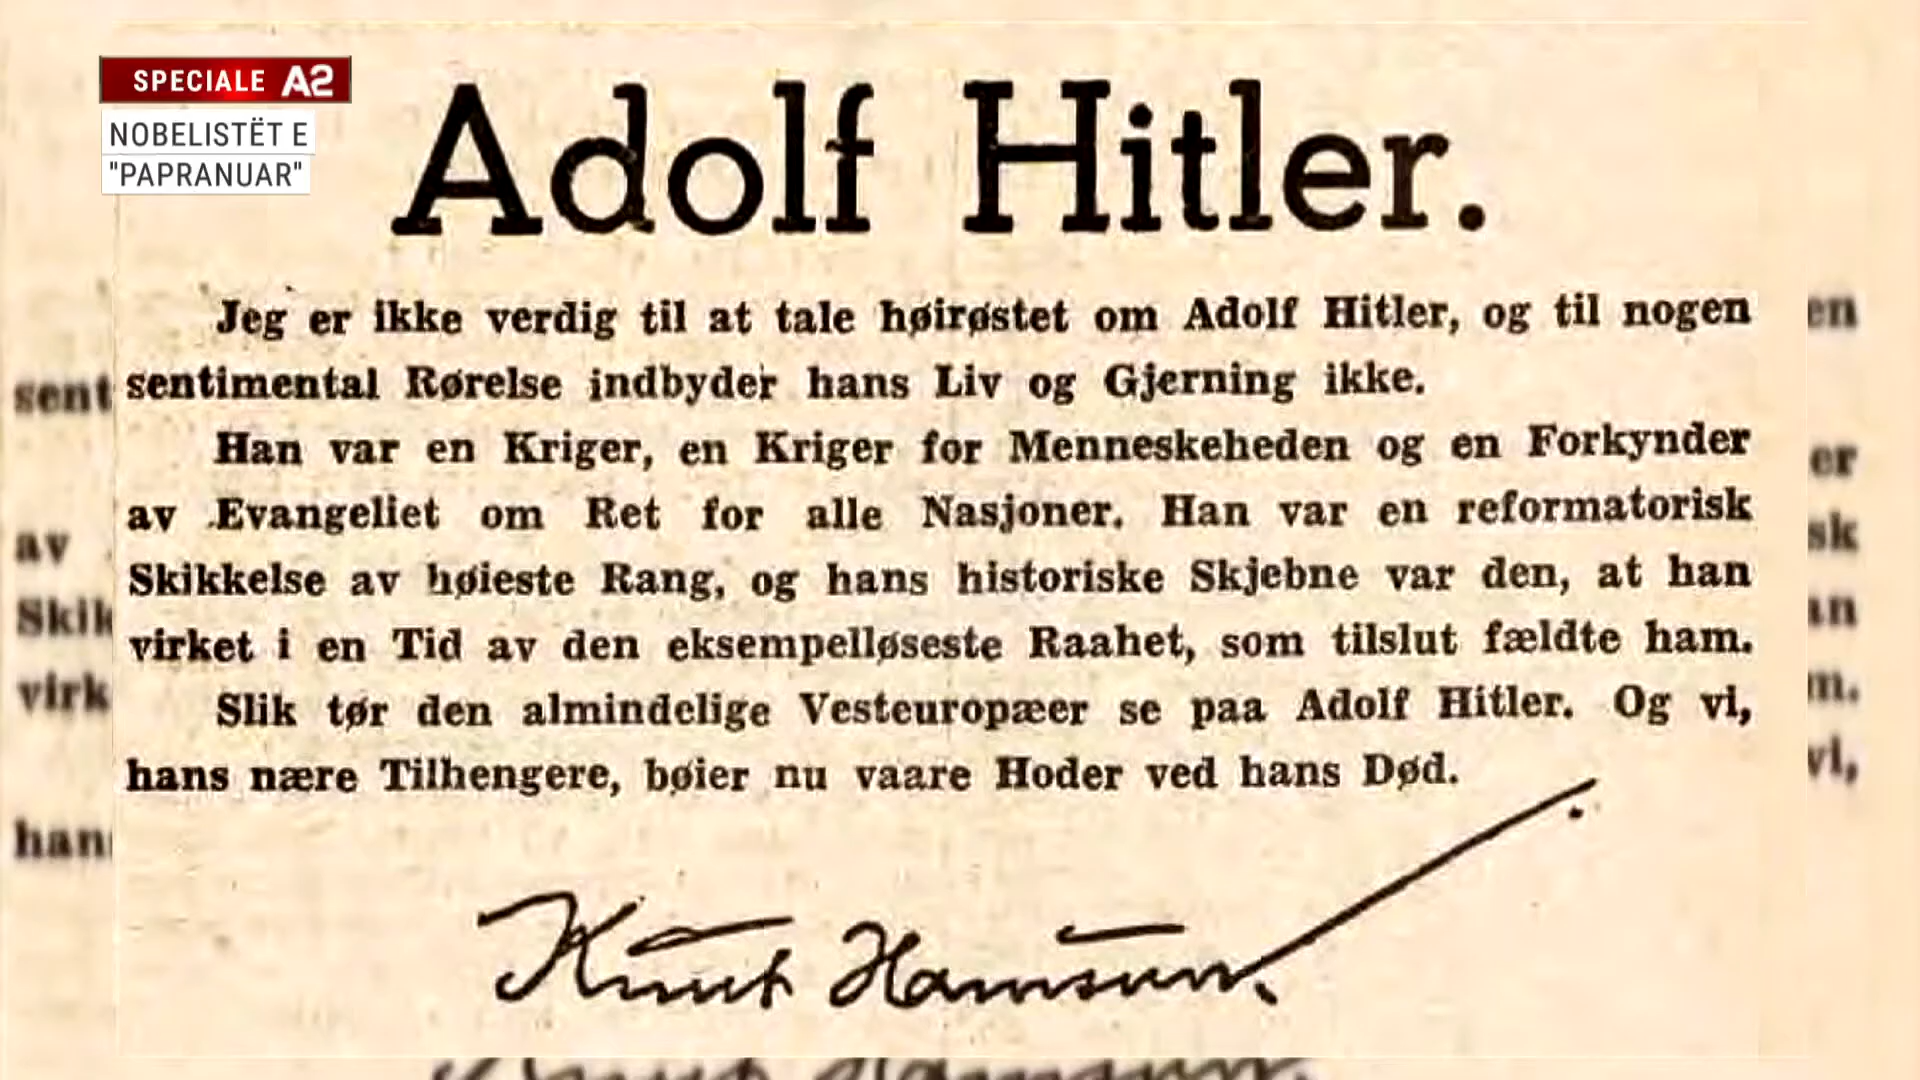 SPECIALE A2
NOBELISTËT E
"PAPRANUAR"
Adolf Hitler.
Jeg er ikke verdig til at tale høirøstet om Adolf Hitler, og til nogen
sentimental Rørelse indbyder hans Liv og Gjerning ikke.
Han var en Kriger, en Kriger for Menneskeheden og en Forkynder
av Evangeliet om Ret for alle Nasjoner. Han var en reformatorisk
Skikkelse av høieste Rang, og hans historiske Skjebne var den, at han
virket i en Tid av den eksempelløseste Raahet, som tilslut fældte ham.
Slik tør den almindelige Vesteuropæer se paa Adolf Hitler. Og vi,
hans nære Tilhengere, bøier nu vaare Hoder ved hans Død.
Knut Hamsun.